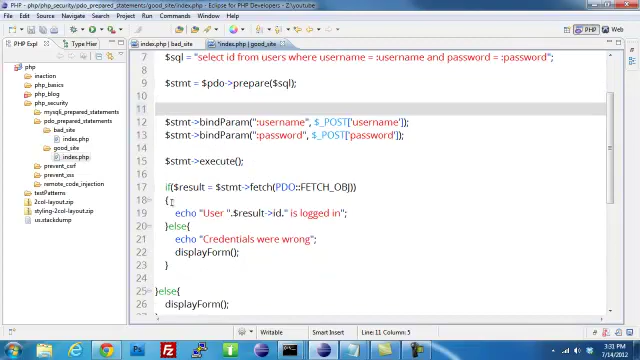 PHP - php/php_security/pdo_prepared_statements/good_site/index.php - Eclipse for PHP Developers - Z:\youtube
File Edit Source Refactor Navigate Search Project Run Window Help
PHP
PHP Expl
Type Hier
index.php | bad_site
*index.php | good_site
php
inaction
php_basics
php_blog
php_security
mysql_prepared_statements
pdo_prepared_statements
bad_site
index.php
good_site
index.php
prevent_csrf
prevent_xss
remote_code_injection
testPatterns
2col-layout.zip
styling-2col-layout.zip
us.stackdump
7 $sql = "select id from users where username = :username and password = :password";
8
9 $stmt = $pdo->prepare($sql);
10
11
12 $stmt->bindParam(":username", $_POST['username']);
13 $stmt->bindParam(":password", $_POST['password']);
14
15 $stmt->execute();
16
17 if($result = $stmt->fetch(PDO::FETCH_OBJ))
18 {
19 echo "User ".$result->id." is logged in";
20 }else{
21 echo "Credentials were wrong";
22 displayForm();
23 }
24
25 }else{
26 displayForm();
Writable
Smart Insert
Line: 11 Column: 5
3:31 PM